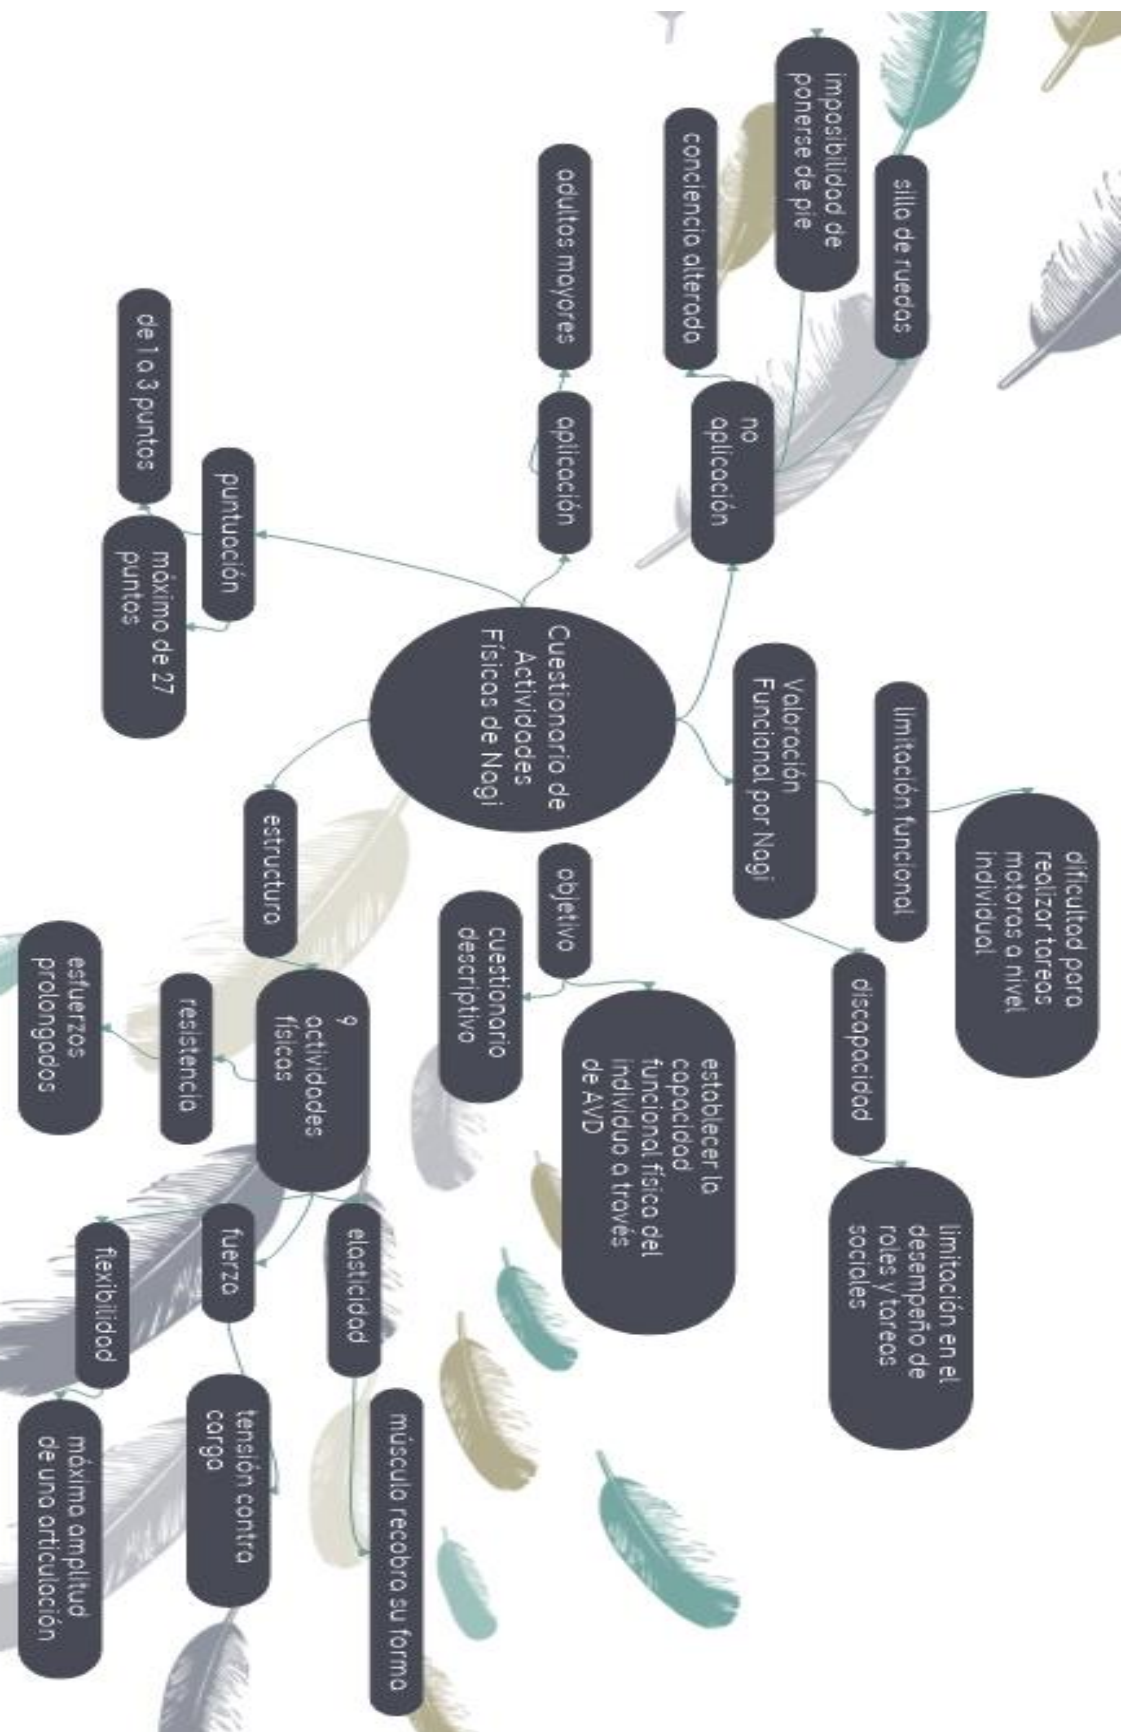 silla de ruedas
imposibilidad de
ponerse de pie
conciencia alterada
no
aplicación
adultos mayores
aplicación
de 1 a 3 puntos
puntuación
máximo de 27
puntos
Cuestionario de
Actividades
Físicas de Nagi
Valoración
Funcional por Nagi
limitación funcional
dificultad para
realizar tareas
motoras a nivel
individual
discapacidad
limitación en el
desempeño de
roles y tareas
sociales
objetivo
establecer la
capacidad
funcional física del
individuo a través
de AVD
cuestionario
descriptivo
estructura
9
actividades
físicas
resistencia
esfuerzos
prolongados
elasticidad
músculo recobra su forma
fuerza
tensión contra
carga
flexibilidad
máxima amplitud
de una articulación